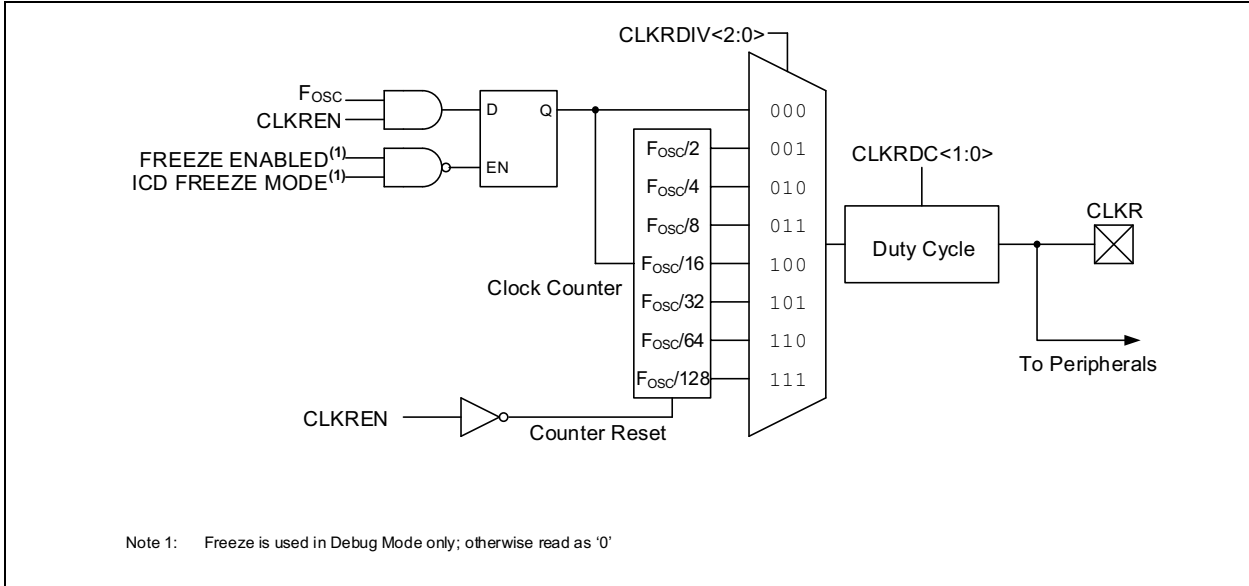 CLKRDIV<2:0>
FOSC
CLKREN
D Q
000
FREEZE ENABLED(1)
ICD FREEZE MODE(1)
EN
FOSC/2 001
CLKRDC<1:0>
FOSC/4 010
CLKR
FOSC/8 011
Duty Cycle
Clock Counter
FOSC/16 100
FOSC/32 101
FOSC/64 110
To Peripherals
FOSC/128 111
CLKREN
Counter Reset
Note 1: Freeze is used in Debug Mode only; otherwise read as ‘0’